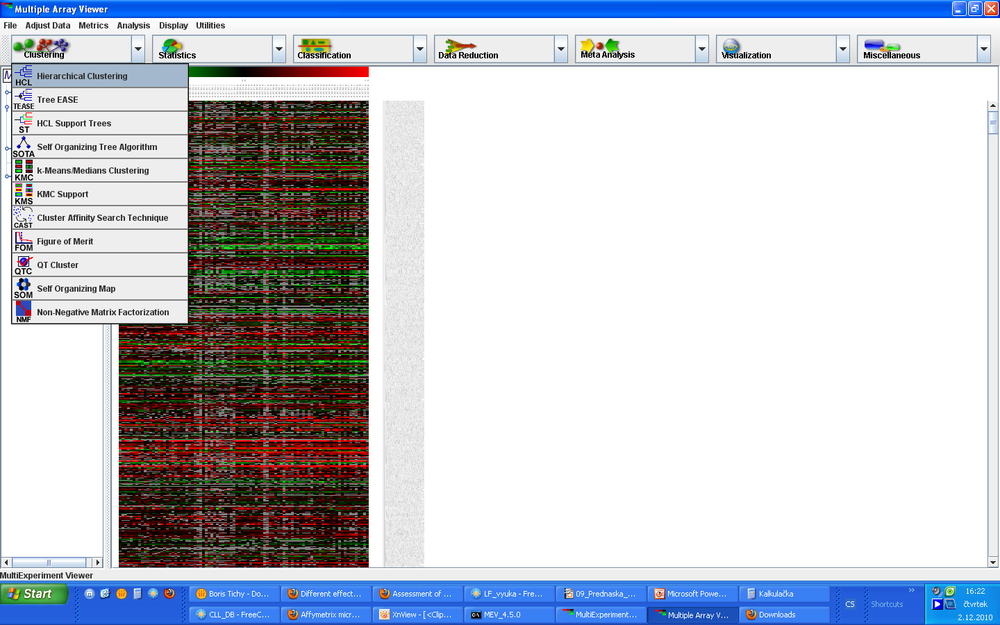 Multiple Array Viewer
File Adjust Data Metrics Analysis Display Utilities
Clustering Statistics Classification Data Reduction Meta Analysis Visualization Miscellaneous
HCL Hierarchical Clustering
TEASE Tree EASE
ST HCL Support Trees
SOTA Self Organizing Tree Algorithm
KMC k-Means/Medians Clustering
KMS KMC Support
CAST Cluster Affinity Search Technique
FOM Figure of Merit
QTC QT Cluster
SOM Self Organizing Map
NMF Non-Negative Matrix Factorization
MultiExperiment Viewer
Start
Boris Tichy - Do... Different effect... Assessment of ... LF_vyuka - Fre... 09_Prednaska_... Microsoft Powe... Kalkulačka
CLL_DB - FreeC... Affymetrix micr... XnView - [<Clip... MEV_4.5.0 MultiExperiment... Multiple Array V... Downloads
CS Shortcuts
16:22
čtvrtek
2.12.2010